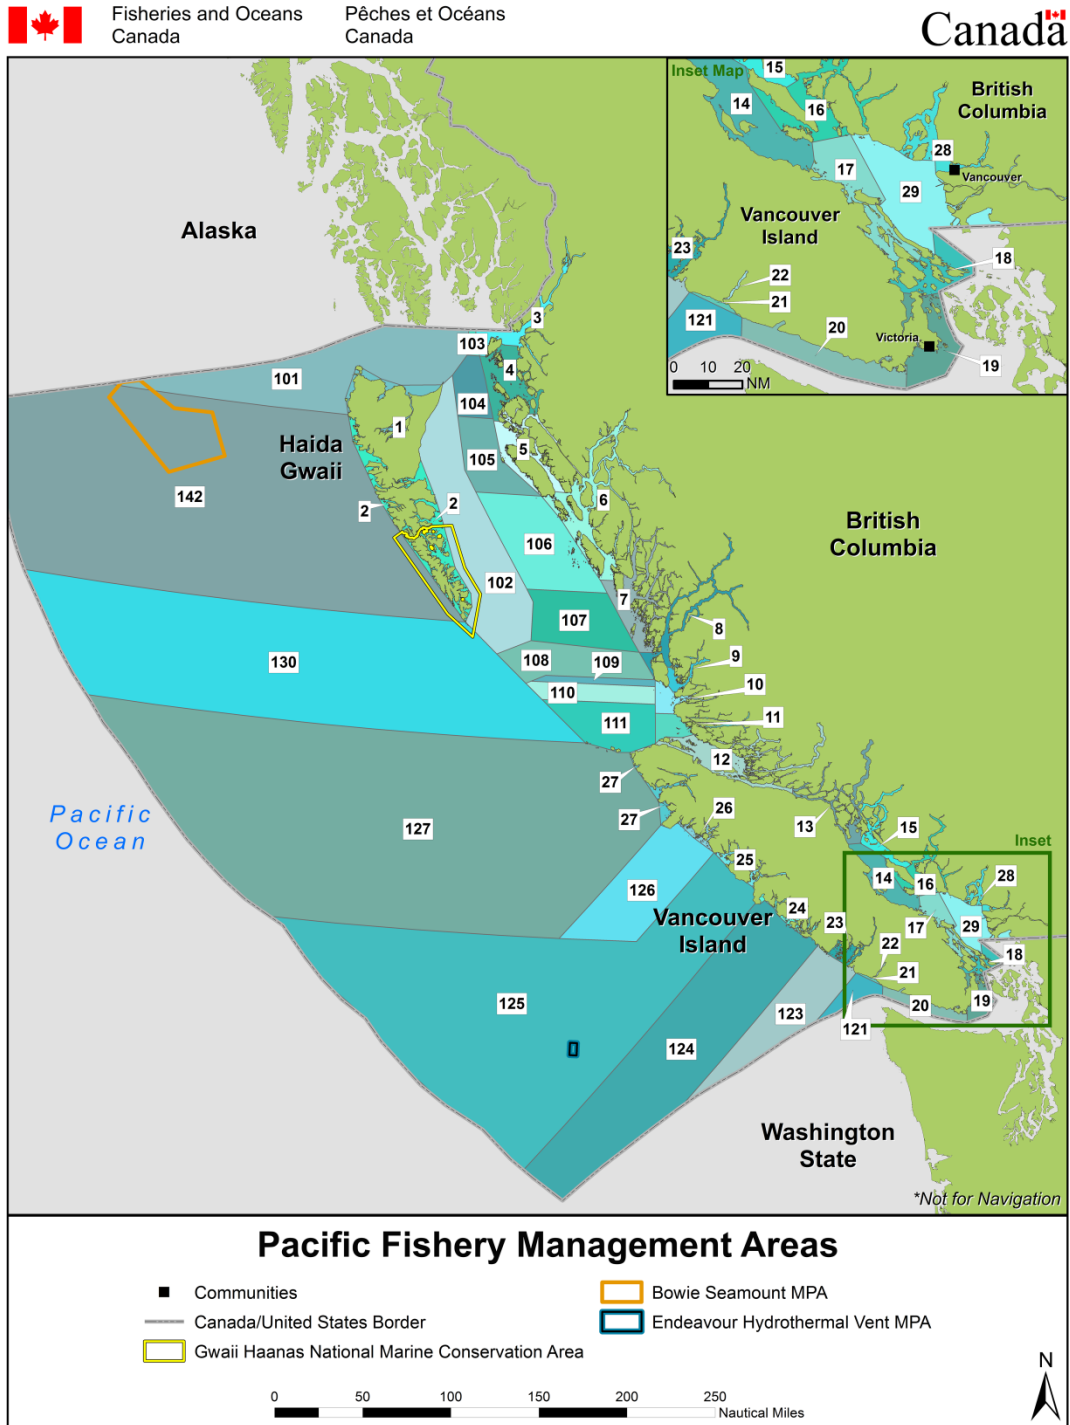 Fisheries and Oceans
Canada
Pêches et Océans
Canada
Canada
Inset Map
15
14
16
British
Columbia
28
Vancouver
17
29
Vancouver
Island
23
22
21
18
121
20
Victoria
19
0 10 20
NM
Alaska
3
103
101
4
104
1
Haida
Gwaii
5
105
142
2
2
6
106
British
Columbia
102
7
107
8
130
108
109
9
110
10
111
11
12
27
Pacific
Ocean
27
26
13
15
127
Inset
25
14
16
28
126
Vancouver
Island
24
23
17
29
22
18
21
125
19
20
123
121
124
Washington
State
*Not for Navigation
Pacific Fishery Management Areas
Communities
Canada/United States Border
Gwaii Haanas National Marine Conservation Area
Bowie Seamount MPA
Endeavour Hydrothermal Vent MPA
0 50 100 150 200 250
Nautical Miles
N